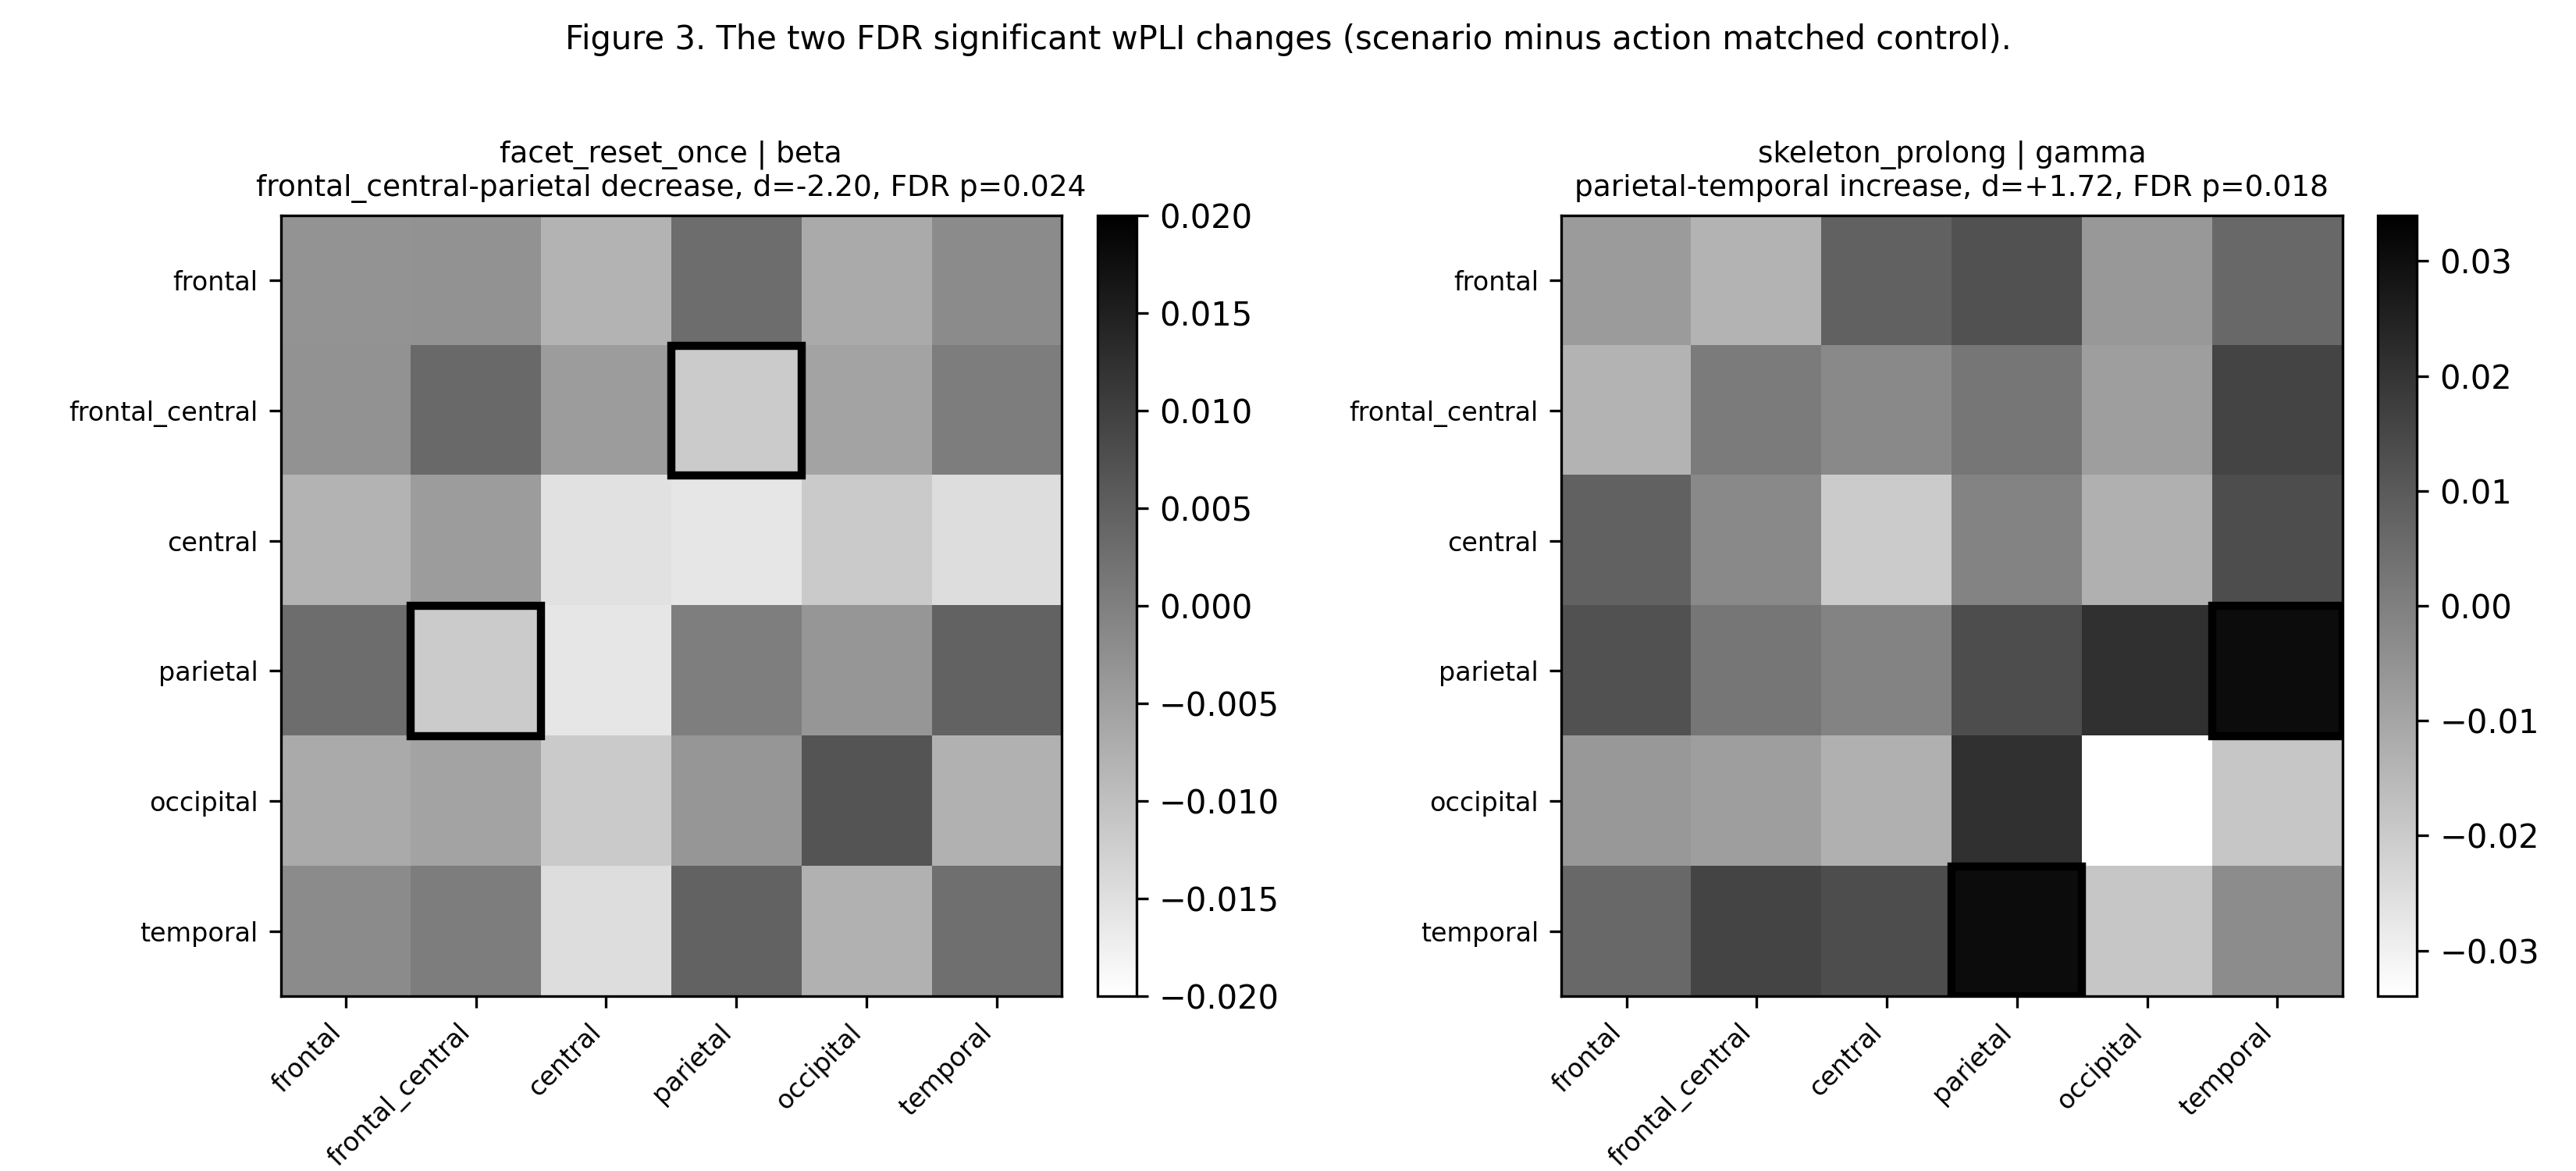 Figure 3. The two FDR significant wPLI changes (scenario minus action matched control).
facet_reset_once | beta
frontal_central-parietal decrease, d=-2.20, FDR p=0.024
frontal
frontal_central
central
parietal
occipital
temporal
frontal
frontal_central
central
parietal
occipital
temporal
0.020
0.015
0.010
0.005
0.000
−0.005
−0.010
−0.015
−0.020
skeleton_prolong | gamma
parietal-temporal increase, d=+1.72, FDR p=0.018
frontal
frontal_central
central
parietal
occipital
temporal
frontal
frontal_central
central
parietal
occipital
temporal
0.03
0.02
0.01
0.00
−0.01
−0.02
−0.03